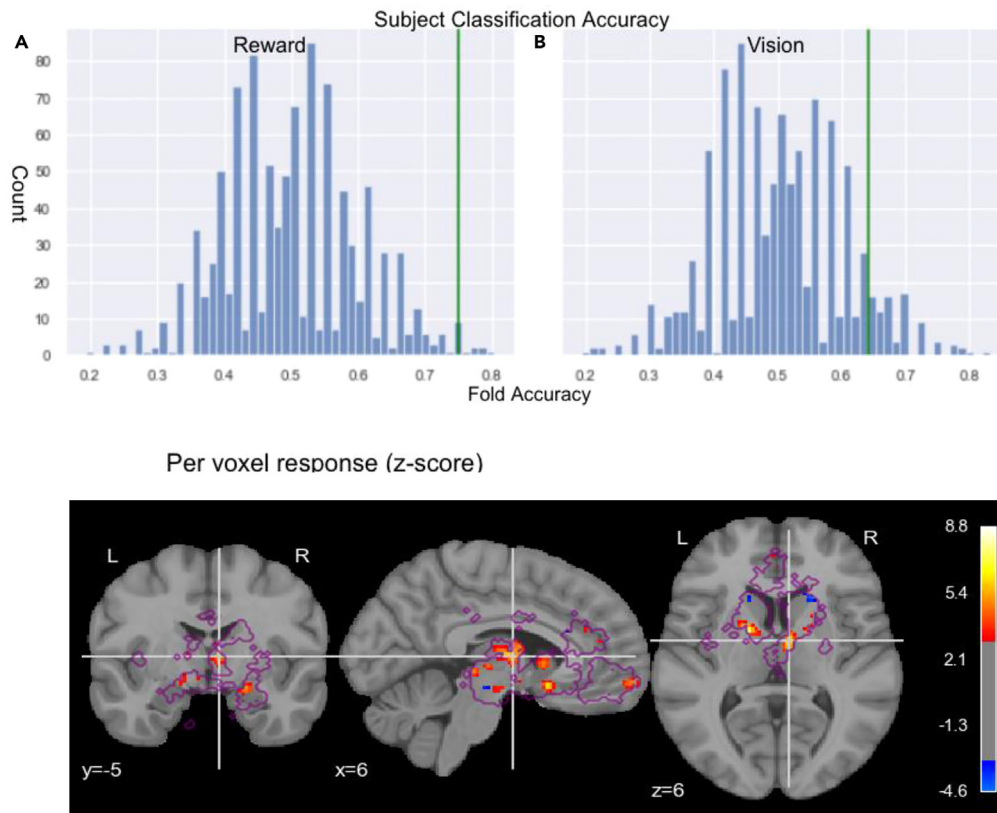 Subject Classification Accuracy
A
Reward
B
Vision
80
70
60
50
40
30
20
10
0
Count
0.2 0.3 0.4 0.5 0.6 0.7 0.8
0.2 0.3 0.4 0.5 0.6 0.7 0.8
Fold Accuracy
Per voxel response (z-score)
L R
L R
8.8
5.4
2.1
-1.3
-4.6
y=-5
x=6
z=6